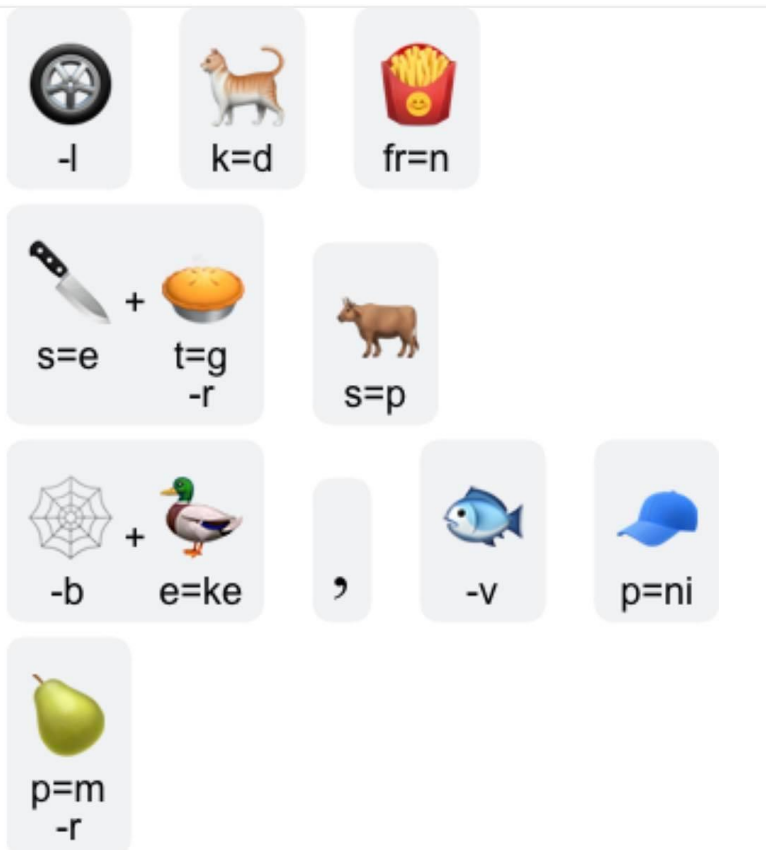 -l k=d fr=n
s=e + t=g s=p
-r
-b + e=ke , -v p=ni
p=m
-r